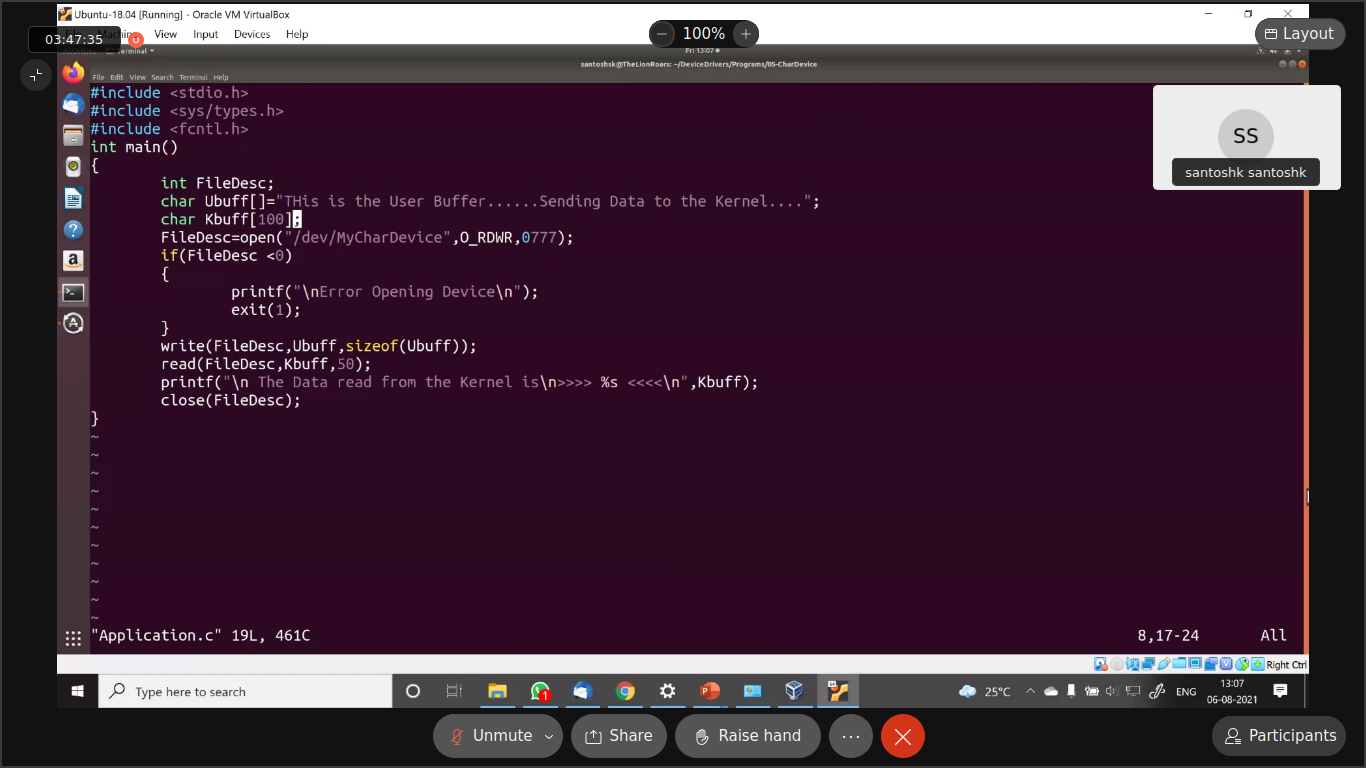 Ubuntu-18.04 [Running] - Oracle VM VirtualBox
View Input Devices Help
03:47:35
100%
Layout
Terminal
Fri 13:07
santoshsk@TheLionRoars: ~/DeviceDrivers/Programs/05-CharDevice
File Edit View Search Terminal Help
#include <stdio.h>
#include <sys/types.h>
#include <fcntl.h>
int main()
{
int FileDesc;
char Ubuff[]="THis is the User Buffer......Sending Data to the Kernel....";
char Kbuff[100];
FileDesc=open("/dev/MyCharDevice",O_RDWR,0777);
if(FileDesc <0)
{
printf("\nError Opening Device\n");
exit(1);
}
write(FileDesc,Ubuff,sizeof(Ubuff));
read(FileDesc,Kbuff,50);
printf("\n The Data read from the Kernel is\n>>>> %s <<<<\n",Kbuff);
close(FileDesc);
}
~
~
~
~
~
~
~
~
~
~
~
"Application.c" 19L, 461C
8,17-24
All
SS
santoshk santoshk
Right Ctrl
Type here to search
1
25°C
ENG
13:07
06-08-2021
Unmute
Share
Raise hand
Participants